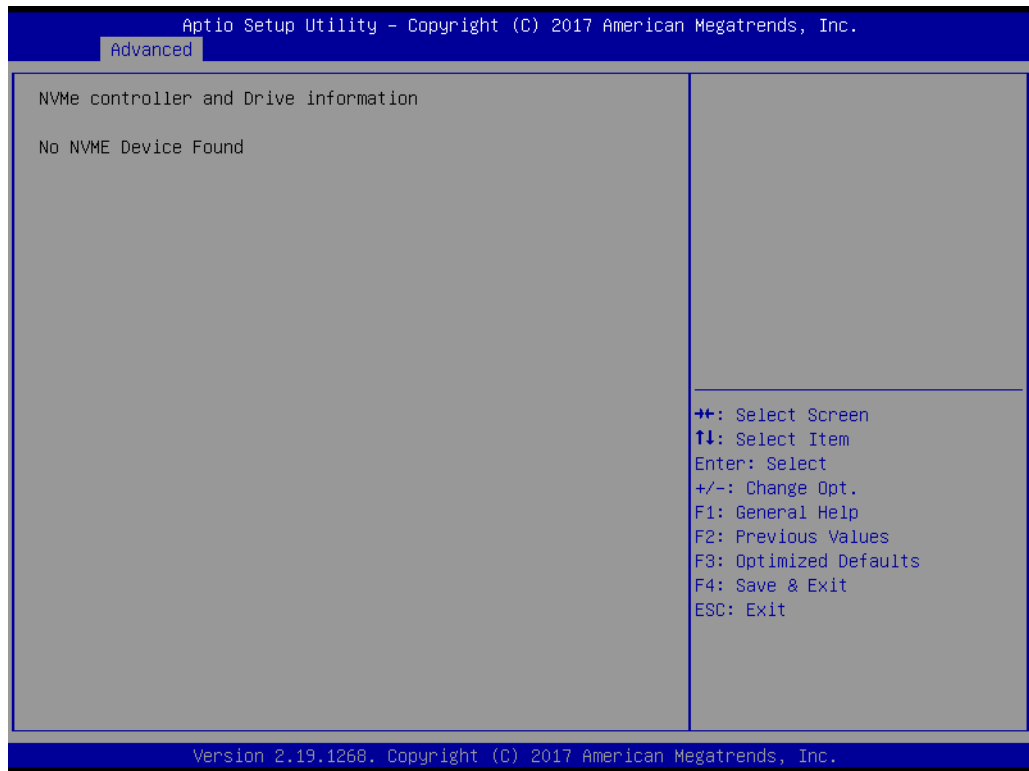 Aptio Setup Utility – Copyright (C) 2017 American Megatrends, Inc.
Advanced
NVMe controller and Drive information
No NVME Device Found
→←: Select Screen
↑↓: Select Item
Enter: Select
+/-: Change Opt.
F1: General Help
F2: Previous Values
F3: Optimized Defaults
F4: Save & Exit
ESC: Exit
Version 2.19.1268. Copyright (C) 2017 American Megatrends, Inc.